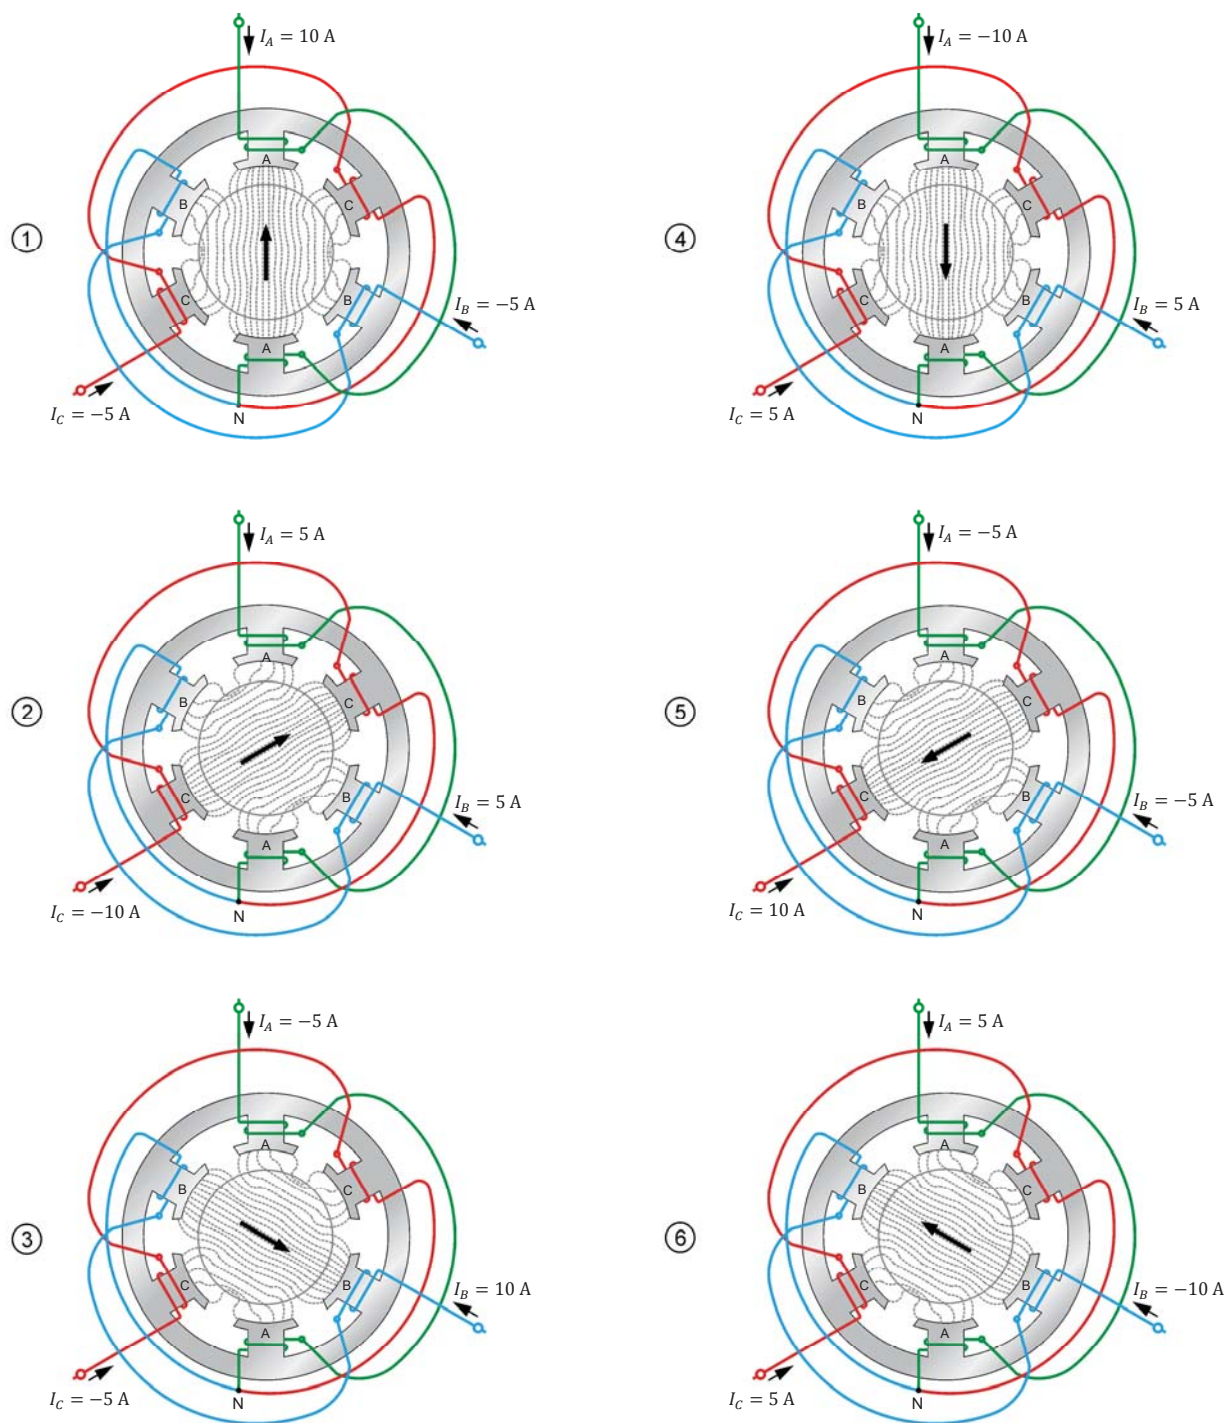 1
I_A = 10 A
A
B
C
C
B
A
I_B = −5 A
I_C = −5 A
N
4
I_A = −10 A
A
B
C
C
B
A
I_B = 5 A
I_C = 5 A
N
2
I_A = 5 A
A
B
C
C
B
A
I_B = 5 A
I_C = −10 A
N
5
I_A = −5 A
A
B
C
C
B
A
I_B = −5 A
I_C = 10 A
N
3
I_A = −5 A
A
B
C
C
B
A
I_B = 10 A
I_C = −5 A
N
6
I_A = 5 A
A
B
C
C
B
A
I_B = −10 A
I_C = 5 A
N